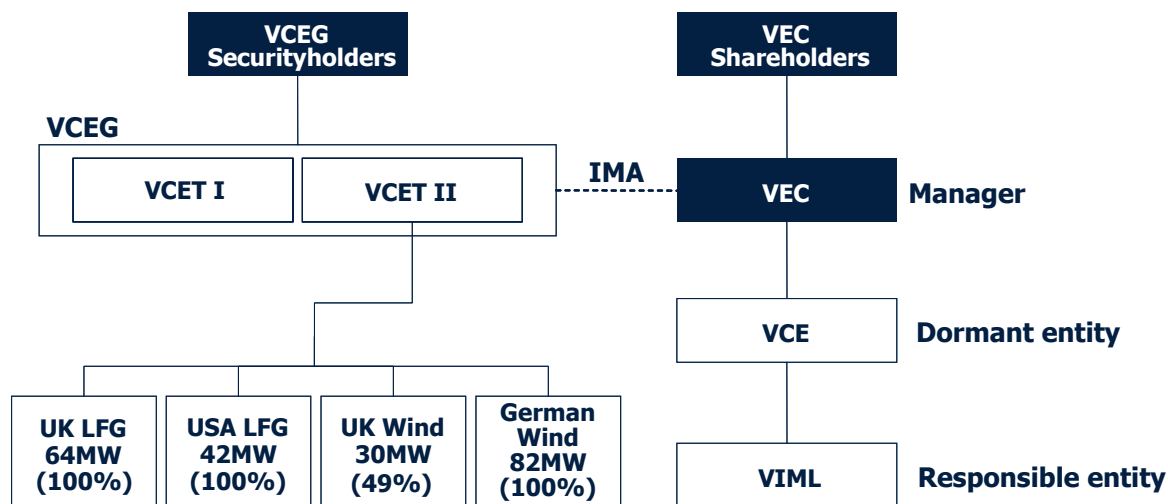 VCEG
Securityholders
VEC
Shareholders
VCEG
VCET I
VCET II
IMA
VEC
Manager
VCE
Dormant entity
UK LFG
64MW
(100%)
USA LFG
42MW
(100%)
UK Wind
30MW
(49%)
German
Wind
82MW
(100%)
VIML
Responsible entity